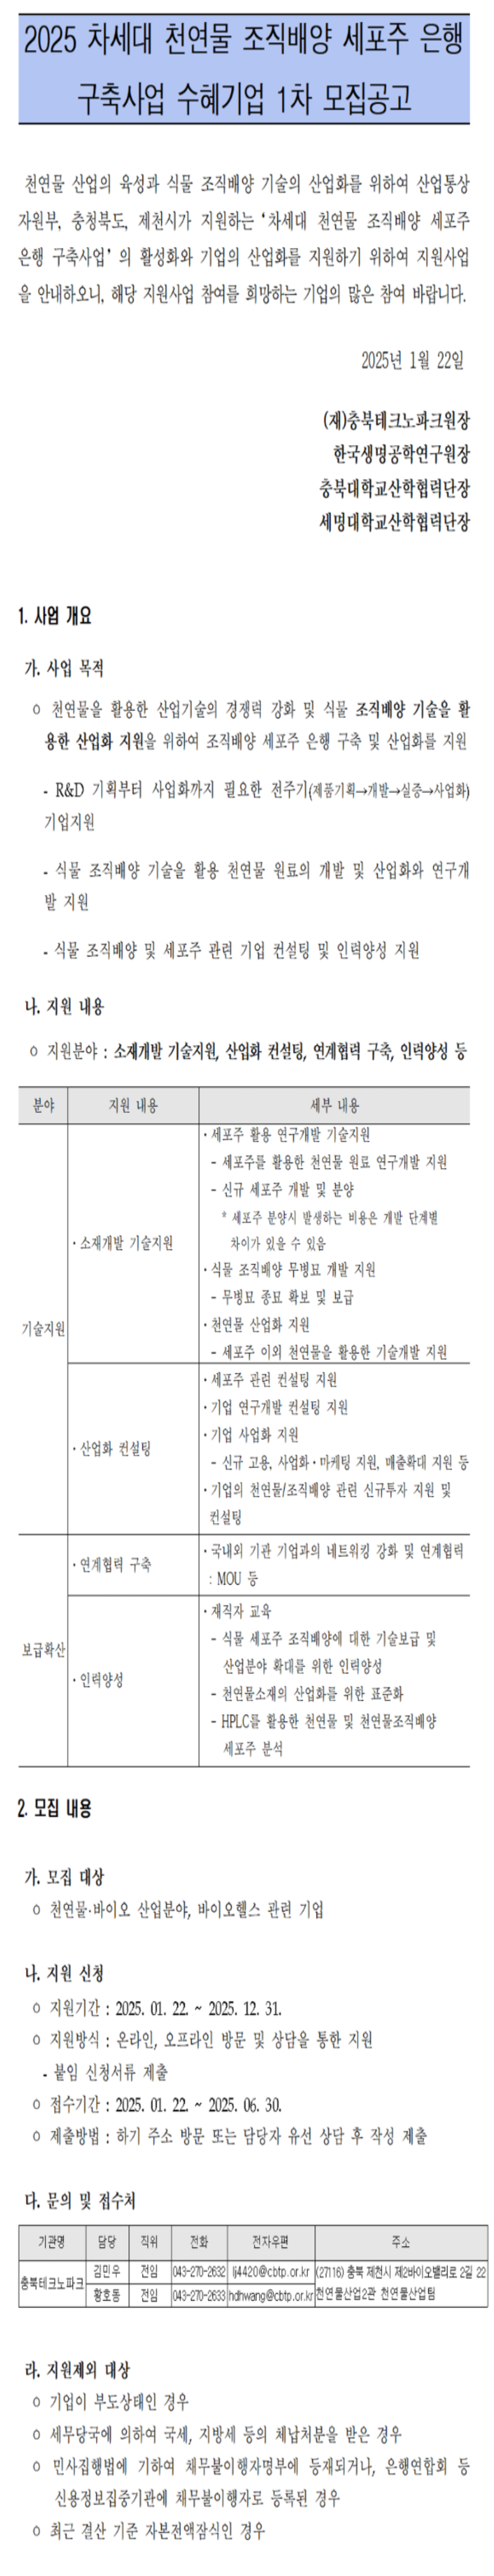 2025 차세대 천연물 조직배양 세포주 은행
구축사업 수혜기업 1차 모집공고
천연물 산업의 육성과 식물 조직배양 기술의 산업화를 위하여 산업통상
자원부, 충청북도, 제천시가 지원하는 '차세대 천연물 조직배양 세포주
은행 구축사업' 의 활성화와 기업의 산업화를 지원하기 위하여 지원사업
을 안내하오니, 해당 지원사업 참여를 희망하는 기업의 많은 참여 바랍니다.
2025년 1월 22일
(재)충북테크노파크원장
한국생명공학연구원장
충북대학교산학협력단장
세명대학교산학협력단장
1. 사업 개요
가. 사업 목적
○ 천연물을 활용한 산업기술의 경쟁력 강화 및 식물 조직배양 기술을 활
용한 산업화 지원을 위하여 조직배양 세포주 은행 구축 및 산업화를 지원
- R&D 기획부터 사업화까지 필요한 전주기(제품기획→개발→실증→사업화)
기업지원
- 식물 조직배양 기술을 활용 천연물 원료의 개발 및 산업화와 연구개
발 지원
- 식물 조직배양 및 세포주 관련 기업 컨설팅 및 인력양성 지원
나. 지원 내용
○ 지원분야 : 소재개발 기술지원, 산업화 컨설팅, 연계협력 구축, 인력양성 등
분야 지원 내용 세부 내용
기술지원
· 소재개발 기술지원
· 세포주 활용 연구개발 기술지원
- 세포주를 활용한 천연물 원료 연구개발 지원
- 신규 세포주 개발 및 분양
* 세포주 분양시 발생하는 비용은 개발 단계별
차이가 있을 수 있음
· 식물 조직배양 무병묘 개발 지원
- 무병묘 종묘 확보 및 보급
· 천연물 산업화 지원
- 세포주 이외 천연물을 활용한 기술개발 지원
· 산업화 컨설팅
· 세포주 관련 컨설팅 지원
· 기업 연구개발 컨설팅 지원
· 기업 사업화 지원
- 신규 고용, 사업화·마케팅 지원, 매출확대 지원 등
· 기업의 천연물/조직배양 관련 신규투자 지원 및
컨설팅
보급확산
· 연계협력 구축
· 국내외 기관 기업과의 네트워킹 강화 및 연계협력
: MOU 등
· 인력양성
· 재직자 교육
- 식물 세포주 조직배양에 대한 기술보급 및
산업분야 확대를 위한 인력양성
- 천연물소재의 산업화를 위한 표준화
- HPLC를 활용한 천연물 및 천연물조직배양
세포주 분석
2. 모집 내용
가. 모집 대상
○ 천연물·바이오 산업분야, 바이오헬스 관련 기업
나. 지원 신청
○ 지원기간 : 2025. 01. 22. ~ 2025. 12. 31.
○ 지원방식 : 온라인, 오프라인 방문 및 상담을 통한 지원
- 붙임 신청서류 제출
○ 접수기간 : 2025. 01. 22. ~ 2025. 06. 30.
○ 제출방법 : 하기 주소 방문 또는 담당자 유선 상담 후 작성 제출
다. 문의 및 접수처
기관명 담당 직위 전화 전자우편 주소
충북테크노파크
김민우 전임 043-270-2632 lj4420@cbtp.or.kr (27116) 충북 제천시 제2바이오밸리로 2길 22
황호동 전임 043-270-2633 hdhwang@cbtp.or.kr 천연물산업2관 천연물산업팀
라. 지원제외 대상
○ 기업이 부도상태인 경우
○ 세무당국에 의하여 국세, 지방세 등의 체납처분을 받은 경우
○ 민사집행법에 기하여 채무불이행자명부에 등재되거나, 은행연합회 등
신용정보집중기관에 채무불이행자로 등록된 경우
○ 최근 결산 기준 자본전액잠식인 경우